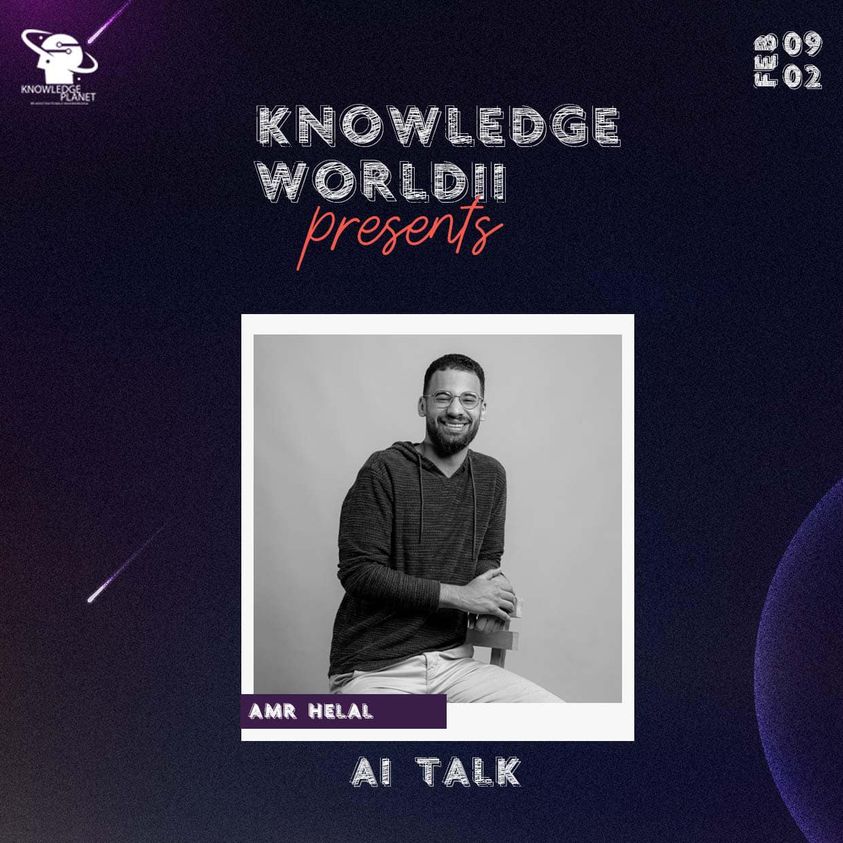 KNOWLEDGE
PLANET
FEB 09
02
KNOWLEDGE
WORLDII
presents
AMR HELAL
AI TALK